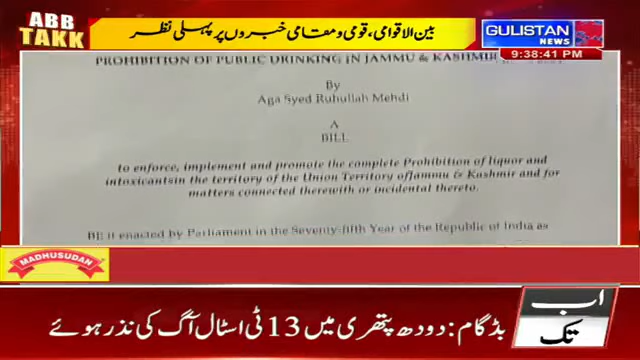 ABB
TAKK
بین الاقوامی، قومی و مقامی خبروں پر پہلی نظر
GULISTAN
NEWS
9:38:41 PM
PROHIBITION OF PUBLIC DRINKING IN JAMMU & KASHMIR
By
Aga Syed Ruhullah Mehdi
A
BILL
to enforce, implement and promote the complete Prohibition of liquor and
intoxicantsin the territory of the Union Territory ofJammu & Kashmir and for
matters connected therewith or incidental thereto.
BE it enacted by Parliament in the Seventy-fifth Year of the Republic of India as
MADHUSUDAN
بڈگام : دودھ پتھری میں 13 ٹی اسٹال آگ کی نذر ہوئے
اب
تک